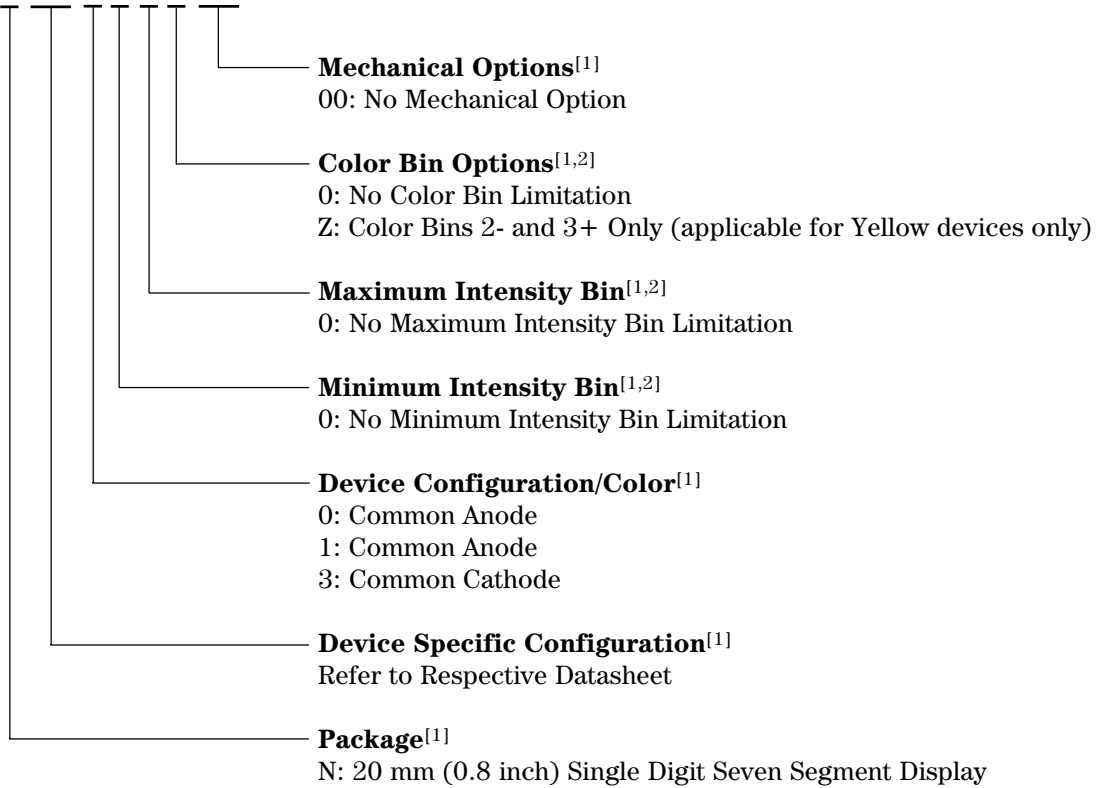 Mechanical Options[1]
00: No Mechanical Option
Color Bin Options[1,2]
0: No Color Bin Limitation
Z: Color Bins 2- and 3+ Only (applicable for Yellow devices only)
Maximum Intensity Bin[1,2]
0: No Maximum Intensity Bin Limitation
Minimum Intensity Bin[1,2]
0: No Minimum Intensity Bin Limitation
Device Configuration/Color[1]
0: Common Anode
1: Common Anode
3: Common Cathode
Device Specific Configuration[1]
Refer to Respective Datasheet
Package[1]
N: 20 mm (0.8 inch) Single Digit Seven Segment Display